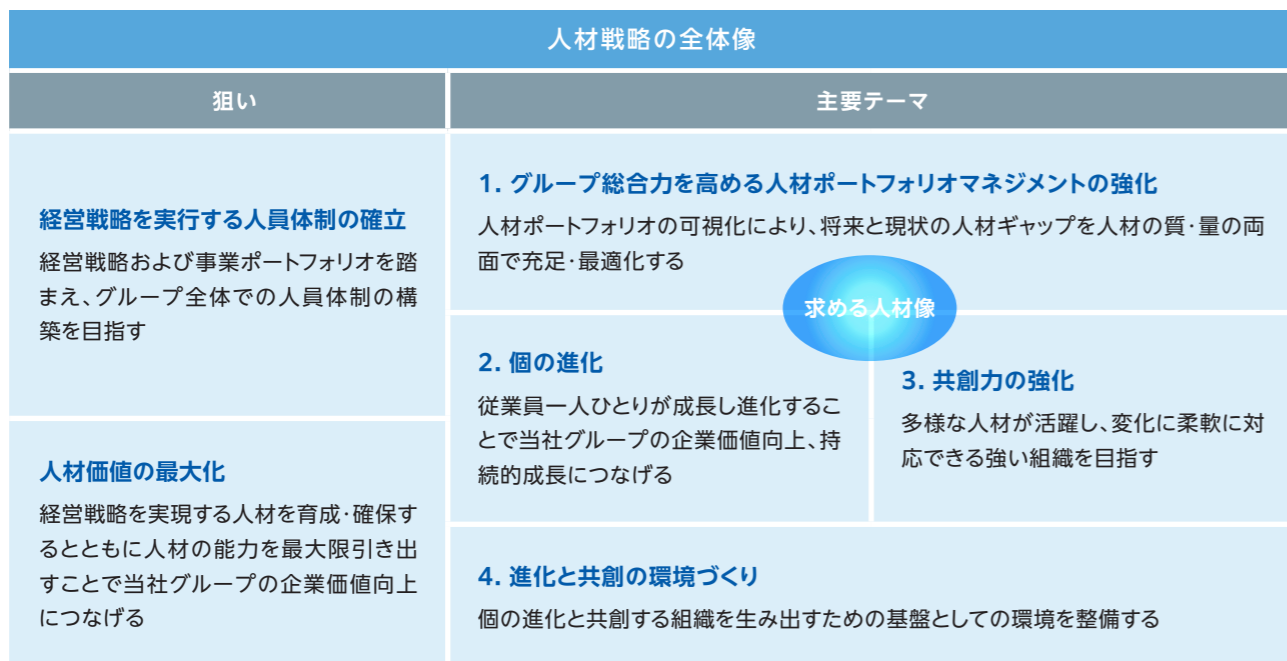 人材戦略の全体像
狙い
主要テーマ
経営戦略を実行する人員体制の確立
経営戦略および事業ポートフォリオを踏
まえ、グループ全体での人員体制の構
築を目指す
人材価値の最大化
経営戦略を実現する人材を育成・確保す
るとともに人材の能力を最大限引き出
すことで当社グループの企業価値向上
につなげる
1. グループ総合力を高める人材ポートフォリオマネジメントの強化
人材ポートフォリオの可視化により、将来と現状の人材ギャップを人材の質・量の両
面で充足・最適化する
求める人材像
2. 個の進化
従業員一人ひとりが成長し進化するこ
とで当社グループの企業価値向上、持
続的成長につなげる
3. 共創力の強化
多様な人材が活躍し、変化に柔軟に対
応できる強い組織を目指す
4. 進化と共創の環境づくり
個の進化と共創する組織を生み出すための基盤としての環境を整備する